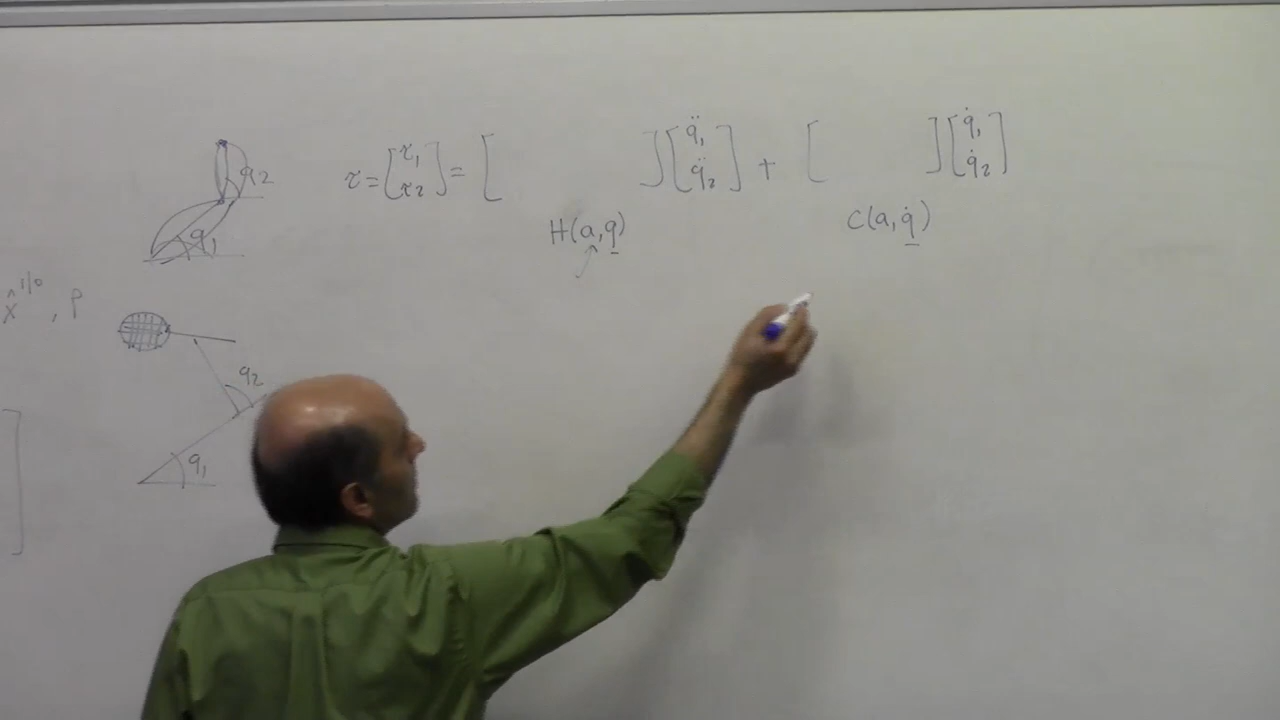 τ = [τ₁ τ₂] = [ ] [q̈₁ q̈₂] + [ ] [q̇₁ q̇₂]
H(a, q) C(a, q̇)
q₂
q₁
x̂ 1|0, P
q₂
q₁
]